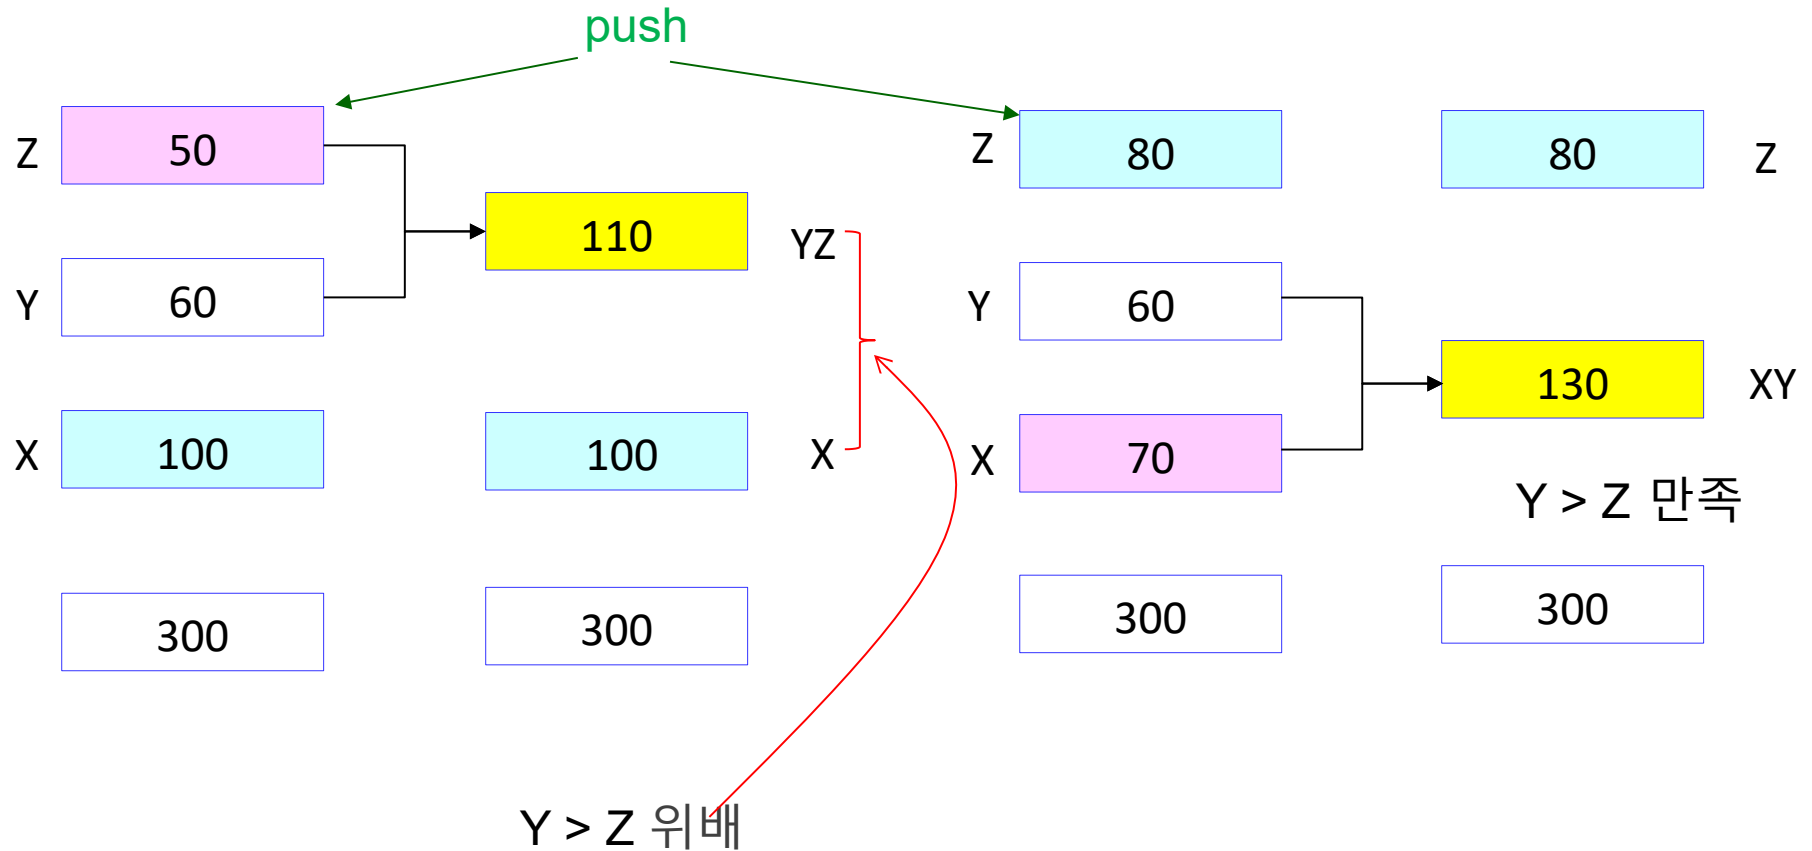 push
Z 50
110 YZ
Y 60
X 100 100 X
300 300
Y > Z 위배
Z 80 80 Z
Y 60
130 XY
X 70
Y > Z 만족
300 300